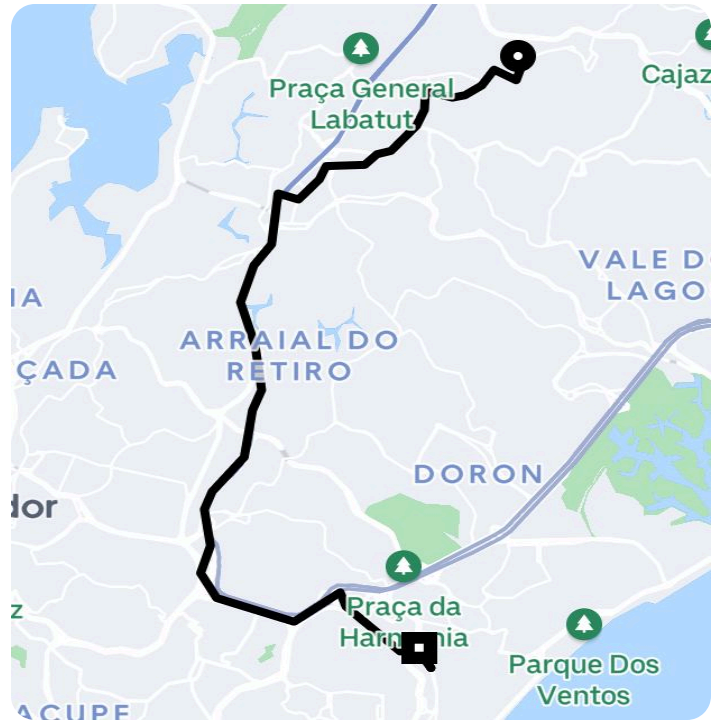 Praça General
Labatut
Cajaz
VALE DO
LAGO
IA
ARRAIAL DO
RETIRO
ÇADA
DORON
dor
Praça da
Harmonia
z
Parque Dos
Ventos
ACUPE